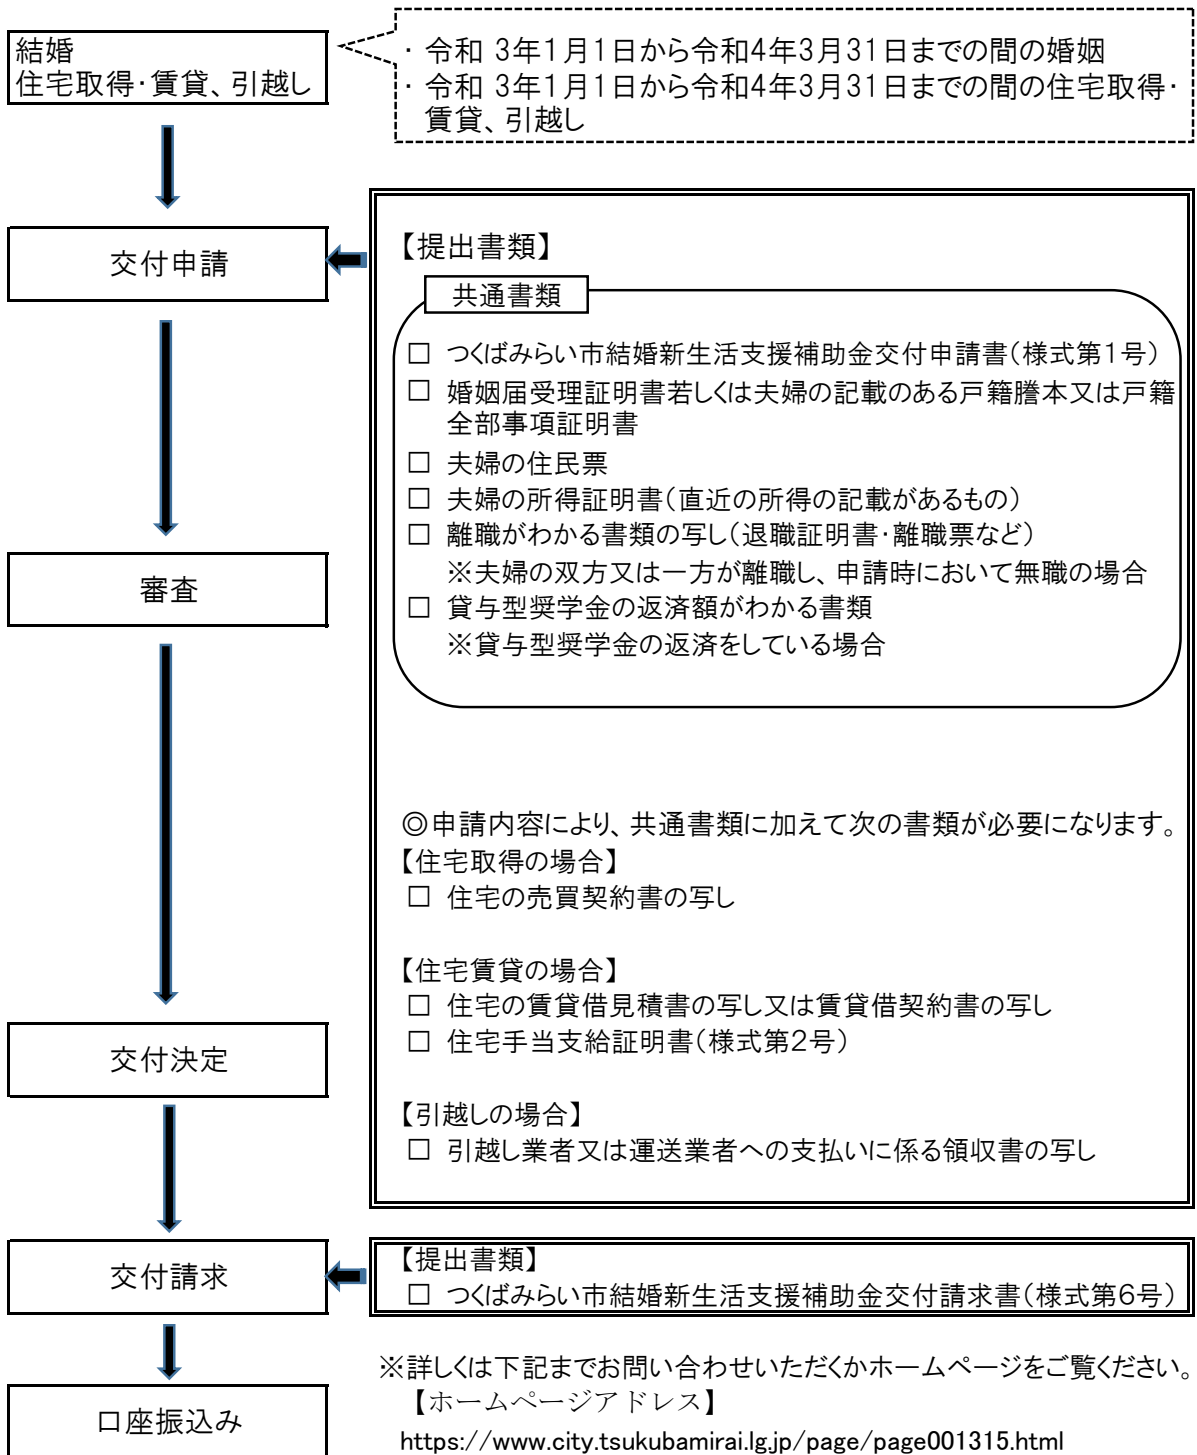 結婚
住宅取得・賃貸、引越し
・ 令和 3年1月1日から令和4年3月31日までの間の婚姻
・ 令和 3年1月1日から令和4年3月31日までの間の住宅取得・
賃貸、引越し
交付申請
【提出書類】
共通書類
□ つくばみらい市結婚新生活支援補助金交付申請書(様式第1号)
□ 婚姻届受理証明書若しくは夫婦の記載のある戸籍謄本又は戸籍
全部事項証明書
□ 夫婦の住民票
□ 夫婦の所得証明書(直近の所得の記載があるもの)
□ 離職がわかる書類の写し(退職証明書・離職票など)
※夫婦の双方又は一方が離職し、申請時において無職の場合
□ 貸与型奨学金の返済額がわかる書類
※貸与型奨学金の返済をしている場合
審査
◎申請内容により、共通書類に加えて次の書類が必要になります。
【住宅取得の場合】
□ 住宅の売買契約書の写し
【住宅賃貸の場合】
□ 住宅の賃貸借見積書の写し又は賃貸借契約書の写し
□ 住宅手当支給証明書(様式第2号)
【引越しの場合】
□ 引越し業者又は運送業者への支払いに係る領収書の写し
交付決定
交付請求
【提出書類】
□ つくばみらい市結婚新生活支援補助金交付請求書(様式第6号)
口座振込み
※詳しくは下記までお問い合わせいただくかホームページをご覧ください。
【ホームページアドレス】
https://www.city.tsukubamirai.lg.jp/page/page001315.html